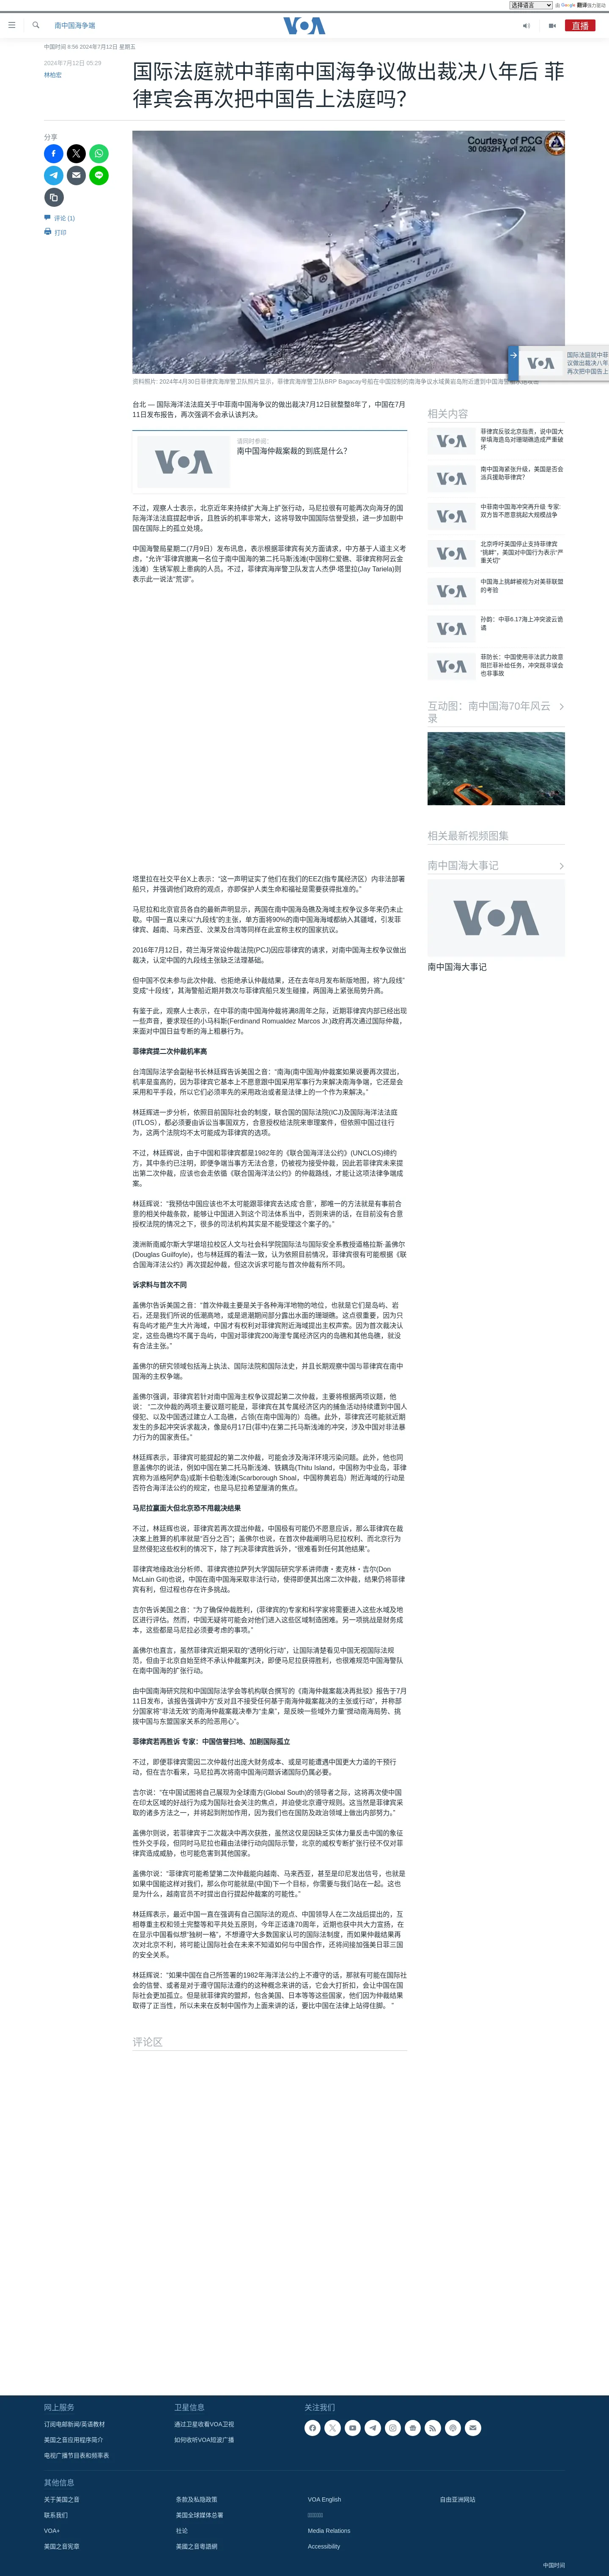 选择语言
由 Google 翻译强力驱动
南中国海争端
VOA
直播
中国时间 8:56 2024年7月12日 星期五
2024年7月12日 05:29
林柏宏
国际法庭就中菲南中国海争议做出裁决八年后 菲律宾会再次把中国告上法庭吗？
分享
评论 (1)
打印
Courtesy of PCG
30 0932H April 2024
PHILIPPINE COAST GUARD
资料照片: 2024年4月30日菲律宾海岸警卫队照片显示，菲律宾海岸警卫队BRP Bagacay号船在中国控制的南海争议水域黄岩岛附近遭到中国海警船水炮攻击
国际法庭就中菲
议做出裁决八年
再次把中国告上
台北 — 国际海洋法法庭关于中菲南中国海争议的做出裁决7月12日就整整8年了，中国在7月11日发布报告，再次强调不会承认该判决。
请同时参阅:
南中国海仲裁案裁的到底是什么？
不过，观察人士表示，北京近年来持续扩大海上扩张行动，马尼拉很有可能再次向海牙的国际海洋法法庭提起申诉，且胜诉的机率非常大，这将导致中国国际信誉受损，进一步加剧中国在国际上的孤立处境。
中国海警局星期二(7月9日）发布讯息，表示根据菲律宾有关方面请求，中方基于人道主义考虑，“允许”菲律宾撤离一名位于南中国海的第二托马斯浅滩(中国称仁爱礁、菲律宾称阿云金浅滩）生锈军舰上重病的人员。不过，菲律宾海岸警卫队发言人杰伊·塔里拉(Jay Tariela)则表示此一说法“荒谬”。
塔里拉在社交平台X上表示：“这一声明证实了他们在我们的EEZ(指专属经济区）内非法部署船只，并强调他们政府的观点，亦即保护人类生命和福祉是需要获得批准的。”
马尼拉和北京官员各自的最新声明显示，两国在南中国海岛礁及海域主权争议多年来仍未止歇。中国一直以来以“九段线”的主张，单方面将90%的南中国海海域都纳入其疆域，引发菲律宾、越南、马来西亚、汶莱及台湾等同样在此宣称主权的国家抗议。
2016年7月12日，荷兰海牙常设仲裁法院(PCJ)因应菲律宾的请求，对南中国海主权争议做出裁决，认定中国的九段线主张缺乏法理基础。
但中国不仅未参与此次仲裁、也拒绝承认仲裁结果，还在去年8月发布新版地图，将“九段线”变成“十段线”，其海警船近期并数次与菲律宾船只发生碰撞，两国海上紧张局势升高。
有鉴于此，观察人士表示，在中菲的南中国海仲裁将满8周年之际，近期菲律宾内部已经出现一些声音，要求现任的小马科斯(Ferdinand Romualdez Marcos Jr.)政府再次通过国际仲裁，来面对中国日益专断的海上粗暴行为。
菲律宾提二次仲裁机率高
台湾国际法学会副秘书长林廷辉告诉美国之音：“南海(南中国海)仲裁案如果说要再次提出，机率是蛮高的，因为菲律宾它基本上不愿意跟中国采用军事行为来解决南海争端，它还是会采用和平手段，所以它们必须率先的采用政治或者是法律上的一个作为来解决。”
林廷辉进一步分析，依照目前国际社会的制度，联合国的国际法院(ICJ)及国际海洋法法庭(ITLOS），都必须要由诉讼当事国双方，合意授权给法院来审理案件，但依照中国过往行为，这两个法院均不太可能成为菲律宾的选项。
不过，林廷辉说，由于中国和菲律宾都是1982年的《联合国海洋法公约》(UNCLOS)缔约方，其中条约已注明，即便争端当事方无法合意，仍被视为接受仲裁，因此若菲律宾未来提出第二次仲裁，应该也会走依循《联合国海洋法公约》的仲裁路线，才能让这项法律争端成案。
林廷辉说：“我预估中国应该也不太可能跟菲律宾去达成‘合意’，那唯一的方法就是有事前合意的相关仲裁条款，能够让中国进入到这个司法体系当中，否则来讲的话，在目前没有合意授权法院的情况之下，很多的司法机构其实是不能受理这个案子的。”
澳洲新南威尔斯大学堪培拉校区人文与社会科学院国际法与国际安全系教授道格拉斯·盖佛尔(Douglas Guilfoyle)，也与林廷辉的看法一致，认为依照目前情况，菲律宾很有可能根据《联合国海洋法公约》再次提起仲裁，但这次诉求可能与首次仲裁有所不同。
诉求料与首次不同
盖佛尔告诉美国之音：“首次仲裁主要是关于各种海洋地物的地位，也就是它们是岛屿、岩石，还是我们所说的低潮高地，或是退潮期间部分露出水面的珊瑚礁。这点很重要，因为只有岛屿才能产生大片海域，中国才有权利对菲律宾附近海域提出主权声索。因为首次裁决认定，这些岛礁均不属于岛屿，中国对菲律宾200海浬专属经济区内的岛礁和其他岛礁，就没有合法主张。”
盖佛尔的研究领域包括海上执法、国际法院和国际法史，并且长期观察中国与菲律宾在南中国海的主权争端。
盖佛尔强调，菲律宾若针对南中国海主权争议提起第二次仲裁，主要将根据两项议题，他说： “二次仲裁的两项主要议题可能是，菲律宾在其专属经济区内的捕鱼活动持续遭到中国人侵犯、以及中国透过建立人工岛礁，占领(在南中国海的）岛礁。此外，菲律宾还可能就近期发生的多起冲突诉求裁决，像是6月17日(菲中)在第二托马斯浅滩的冲突，涉及中国对非法暴力行为的国家责任。”
林廷辉表示，菲律宾可能提起的第二次仲裁，可能会涉及海洋环境污染问题。此外，他也同意盖佛尔的说法，例如中国在第二托马斯浅滩、铁耦岛(Thitu Island，中国称为中业岛，菲律宾称为派格阿萨岛)或斯卡伯勒浅滩(Scarborough Shoal，中国称黄岩岛）附近海域的行动是否符合海洋法公约的规定，也是马尼拉希望厘清的焦点。
马尼拉赢面大但北京恐不甩裁决结果
不过，林廷辉说，菲律宾若再次提出仲裁，中国极有可能仍不愿意应诉，那么菲律宾在裁决案上胜算的机率就是“百分之百”；盖佛尔也说，在首次仲裁阐明马尼拉权利、而北京行为显然侵犯这些权利的情况下，除了判决菲律宾胜诉外，“很难看到任何其他结果”。
菲律宾地缘政治分析师、菲律宾德拉萨列大学国际研究学系讲师唐・麦克林・吉尔(Don McLain Gill)也说，中国在南中国海采取非法行动，使得即便其出席二次仲裁，结果仍将菲律宾有利，但过程也存在许多挑战。
吉尔告诉美国之音：“为了确保仲裁胜利，(菲律宾的)专家和科学家将需要进入这些水域及地区进行评估。然而，中国无疑将可能会对他们进入这些区域制造困难。另一项挑战是财务成本，这些都是马尼拉必须要考虑的事项。”
盖佛尔也直言，虽然菲律宾近期采取的“透明化行动”，让国际清楚看见中国无视国际法规范，但由于北京自始至终不承认仲裁案判决，即便马尼拉获得胜利，也很难规范中国海警队在南中国海的扩张行动。
由中国南海研究院和中国国际法学会等机构联合撰写的《南海仲裁案裁决再批驳》报告于7月11日发布，该报告强调中方“反对且不接受任何基于南海仲裁案裁决的主张或行动”，并称部分国家将“非法无效”的南海仲裁案裁决奉为“圭臬”，是反映一些域外力量“搅动南海局势、挑拨中国与东盟国家关系的险恶用心”。
菲律宾若再胜诉 专家：中国信誉扫地、加剧国际孤立
不过，即便菲律宾需因二次仲裁付出庞大财务成本、或是可能遭遇中国更大力道的干预行动，但在吉尔看来，马尼拉再次将南中国海问题诉诸国际仍属必要。
吉尔说：“在中国试图将自己展现为全球南方(Global South)的领导者之际，这将再次使中国在印太区域的好战行为成为国际社会关注的焦点，并迫使北京遵守规则。这当然是菲律宾采取的诸多方法之一，并将起到附加作用，因为我们也在国防及政治领域上做出内部努力。”
盖佛尔则说，若菲律宾于二次裁决中再次获胜，虽然这仅是因缺乏实体力量反击中国的象征性外交手段，但同时马尼拉也藉由法律行动向国际示警，北京的威权专断扩张行径不仅对菲律宾造成威胁，也可能危害到其他国家。
盖佛尔说：“菲律宾可能希望第二次仲裁能向越南、马来西亚，甚至是印尼发出信号，也就是如果中国能这样对我们，那么你可能就是(中国)下一个目标，你需要与我们站在一起。这也是为什么，越南官员不时提出自行提起仲裁案的可能性。”
林廷辉表示，最近中国一直在强调有自己国际法的观点、中国领导人在二次战后提出的，互相尊重主权和领土完整等和平共处五原则，今年正适逢70周年，近期也获中共大力宣扬，在在显示中国看似想“独树一格”，不想遵守大多数国家认可的国际法制度，而如果仲裁结果再次对北京不利，将可能让国际社会在未来不知道如何与中国合作，还将间接加强美日菲三国的安全关系。
林廷辉说：“如果中国在自己所签署的1982年海洋法公约上不遵守的话，那就有可能在国际社会的信誉、或者是对于遵守国际法遵约的这种概念来讲的话，它会大打折扣，会让中国在国际社会更加孤立。但是就菲律宾的盟邦，包含美国、日本等等这些国家，他们因为仲裁结果取得了正当性，所以未来在反制中国作为上面来讲的话，要比中国在法律上站得住脚。 ”
相关内容
菲律宾反驳北京指责，说中国大举填海造岛对珊瑚礁造成严重破坏
南中国海紧张升级，美国是否会派兵援助菲律宾？
中菲南中国海冲突再升级 专家: 双方皆不愿意挑起大规模战争
北京呼吁美国停止支持菲律宾“挑衅”，美国对中国行为表示“严重关切”
中国海上挑衅被视为对美菲联盟的考验
孙韵：中菲6.17海上冲突波云诡谲
菲防长：中国使用非法武力故意阻拦菲补给任务，冲突既非误会也非事故
互动图：南中国海70年风云录
相关最新视频图集
南中国海大事记
南中国海大事记
评论区
网上服务
订阅电邮新闻/英语教材
美国之音应用程序简介
电视广播节目表和频率表
卫星信息
通过卫星收看VOA卫视
如何收听VOA短波广播
关注我们
其他信息
关于美国之音
条款及私隐政策
VOA English
自由亚洲网站
联系我们
美国全球媒体总署
VOA+
社论
Media Relations
美国之音宪章
美國之音粵語網
Accessibility
中国时间